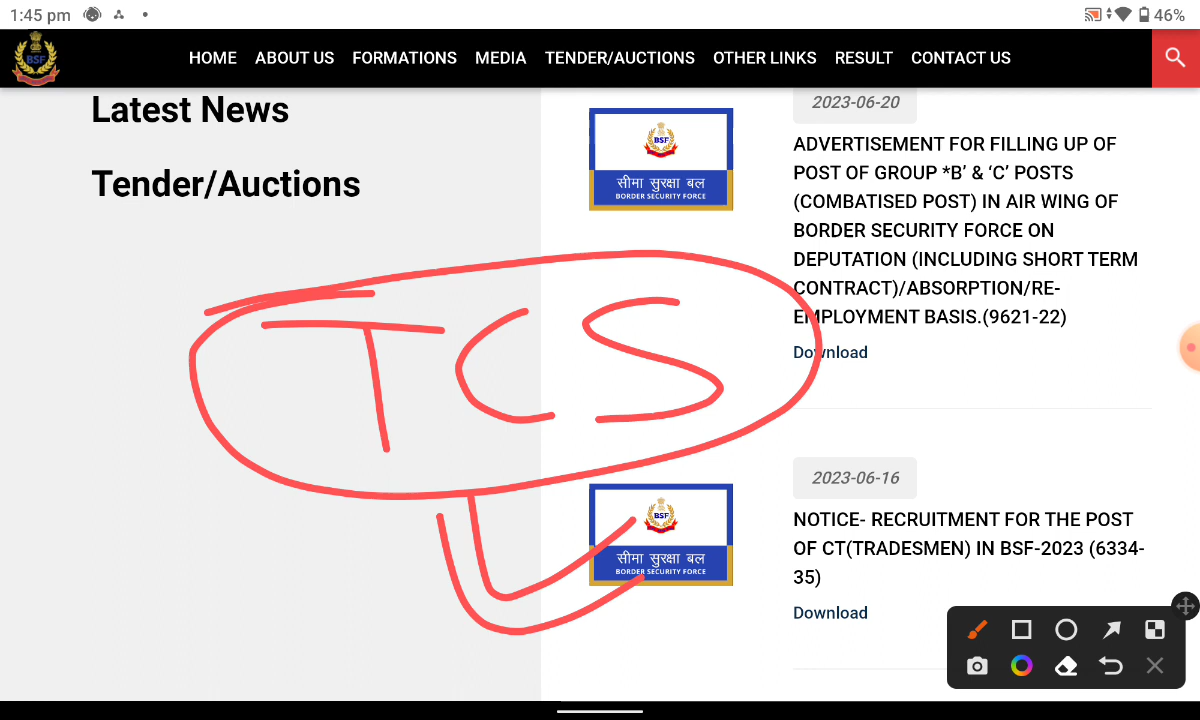 1:45 pm
46%
BSF
HOME ABOUT US FORMATIONS MEDIA TENDER/AUCTIONS OTHER LINKS RESULT CONTACT US
Latest News
Tender/Auctions
BSF
सीमा सुरक्षा बल
BORDER SECURITY FORCE
2023-06-20
ADVERTISEMENT FOR FILLING UP OF
POST OF GROUP *B’ & ‘C’ POSTS
(COMBATISED POST) IN AIR WING OF
BORDER SECURITY FORCE ON
DEPUTATION (INCLUDING SHORT TERM
CONTRACT)/ABSORPTION/RE-
EMPLOYMENT BASIS.(9621-22)
Download
TCS
BSF
सीमा सुरक्षा बल
BORDER SECURITY FORCE
2023-06-16
NOTICE- RECRUITMENT FOR THE POST
OF CT(TRADESMEN) IN BSF-2023 (6334-
35)
Download